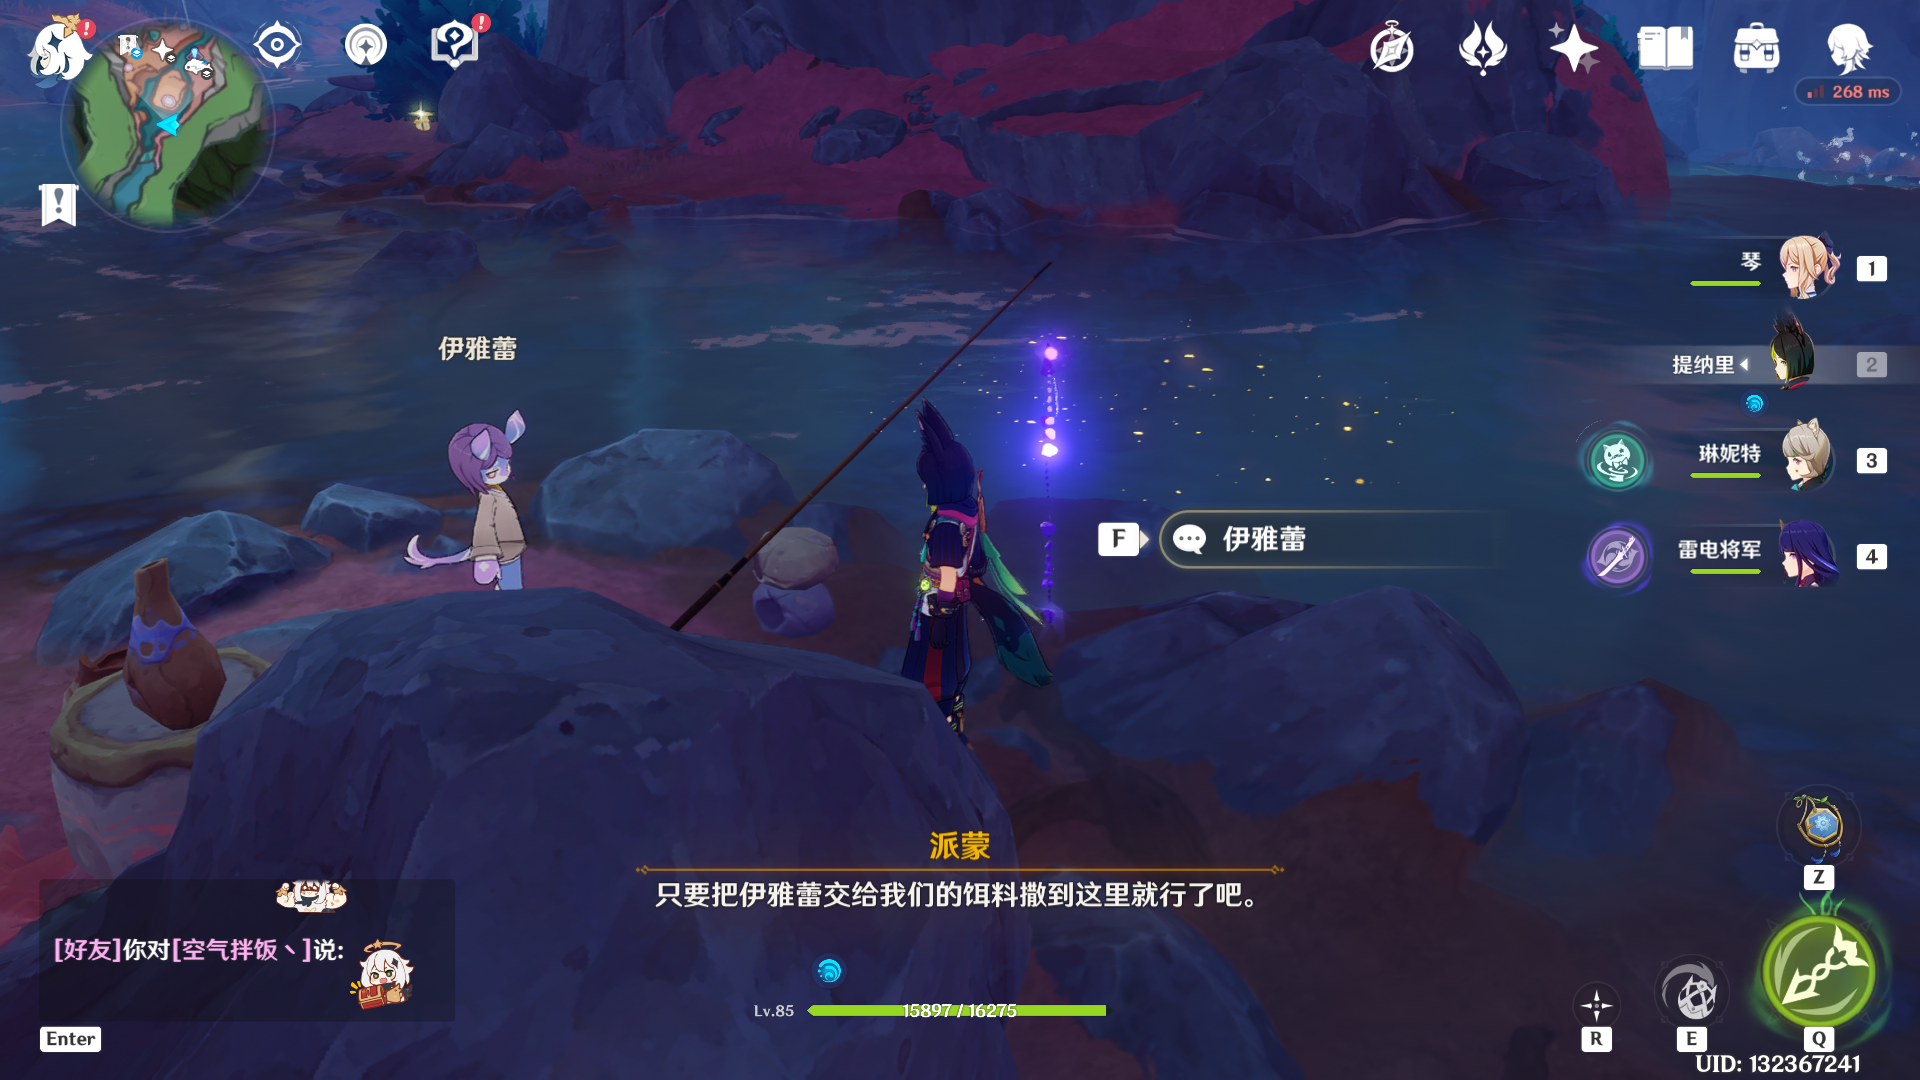 268 ms
琴
1
伊雅蕾
提纳里
2
琳妮特
3
F
伊雅蕾
雷电将军
4
派蒙
只要把伊雅蕾交给我们的饵料撒到这里就行了吧。
[好友]你对[空气拌饭丶]说:
Z
Lv.85
15897 / 16275
Enter
R
E
Q
UID: 132367241